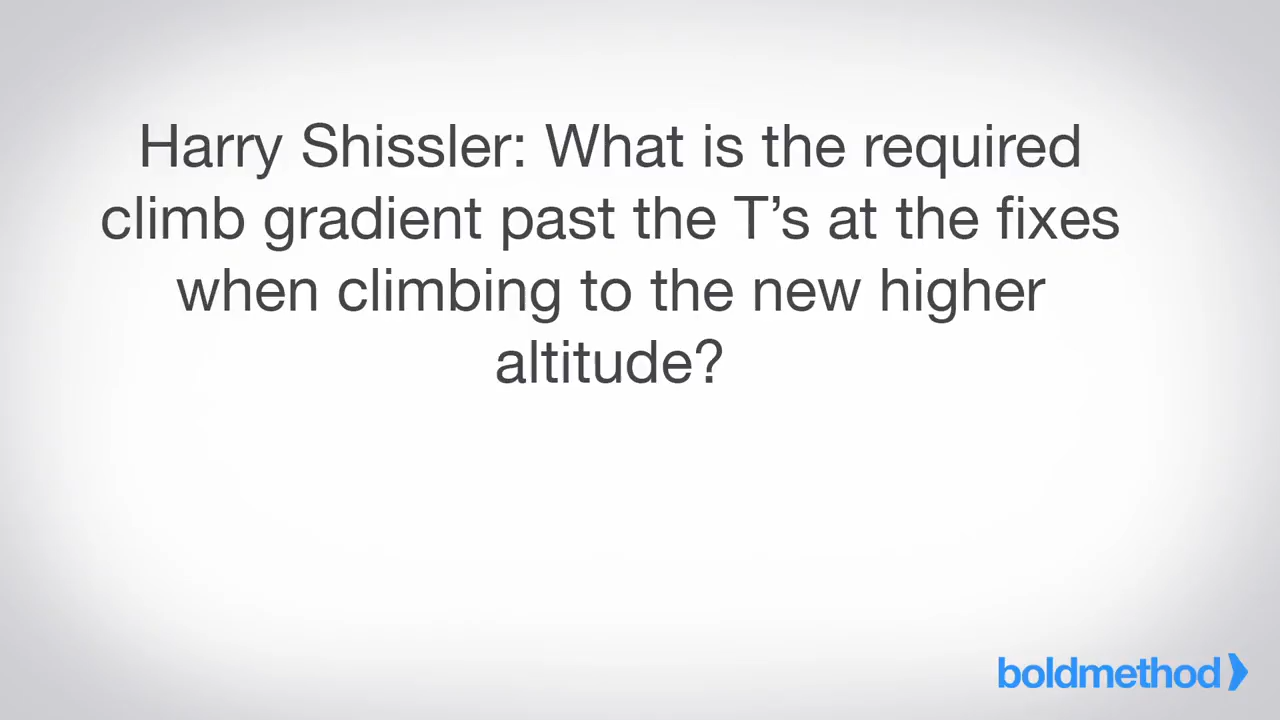 Harry Shissler: What is the required
climb gradient past the T’s at the fixes
when climbing to the new higher
altitude?
boldmethod